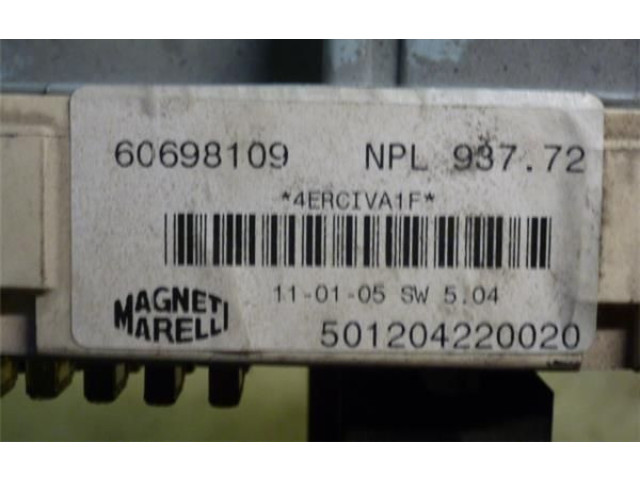 60698109 NPL 937.72
*4ERCIVA1F*
11-01-05 SW 5.04
MAGNETI
MARELLI
501204220020